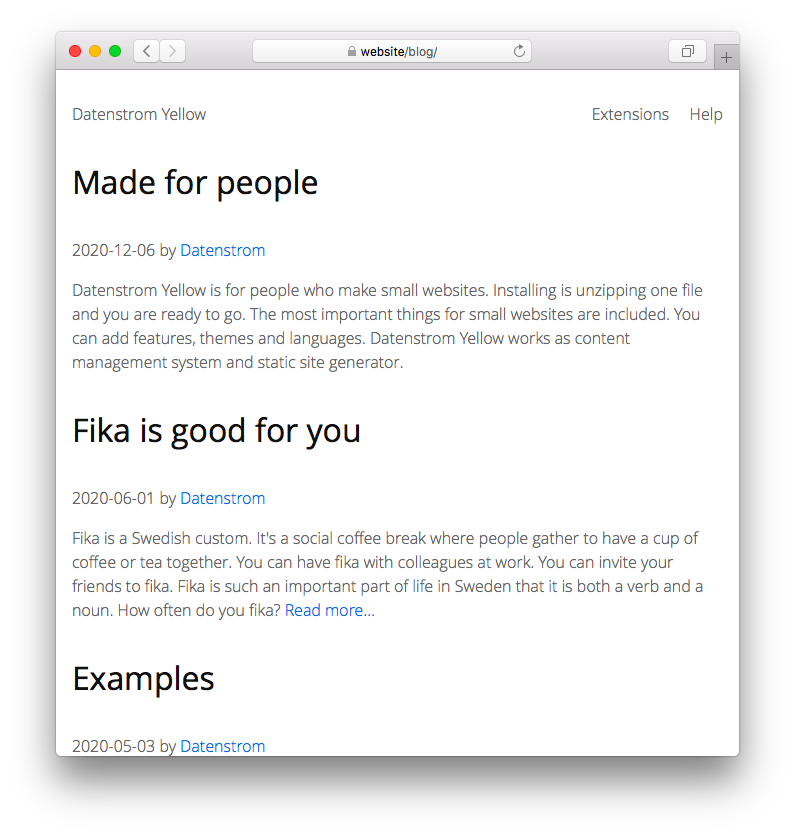 website/blog/
Datenstrom Yellow
Extensions
Help
Made for people
2020-12-06 by Datenstrom
Datenstrom Yellow is for people who make small websites. Installing is unzipping one file
and you are ready to go. The most important things for small websites are included. You
can add features, themes and languages. Datenstrom Yellow works as content
management system and static site generator.
Fika is good for you
2020-06-01 by Datenstrom
Fika is a Swedish custom. It's a social coffee break where people gather to have a cup of
coffee or tea together. You can have fika with colleagues at work. You can invite your
friends to fika. Fika is such an important part of life in Sweden that it is both a verb and a
noun. How often do you fika? Read more…
Examples
2020-05-03 by Datenstrom